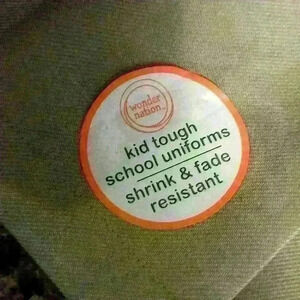 wonder
nation
kid tough
school uniforms
shrink & fade
resistant